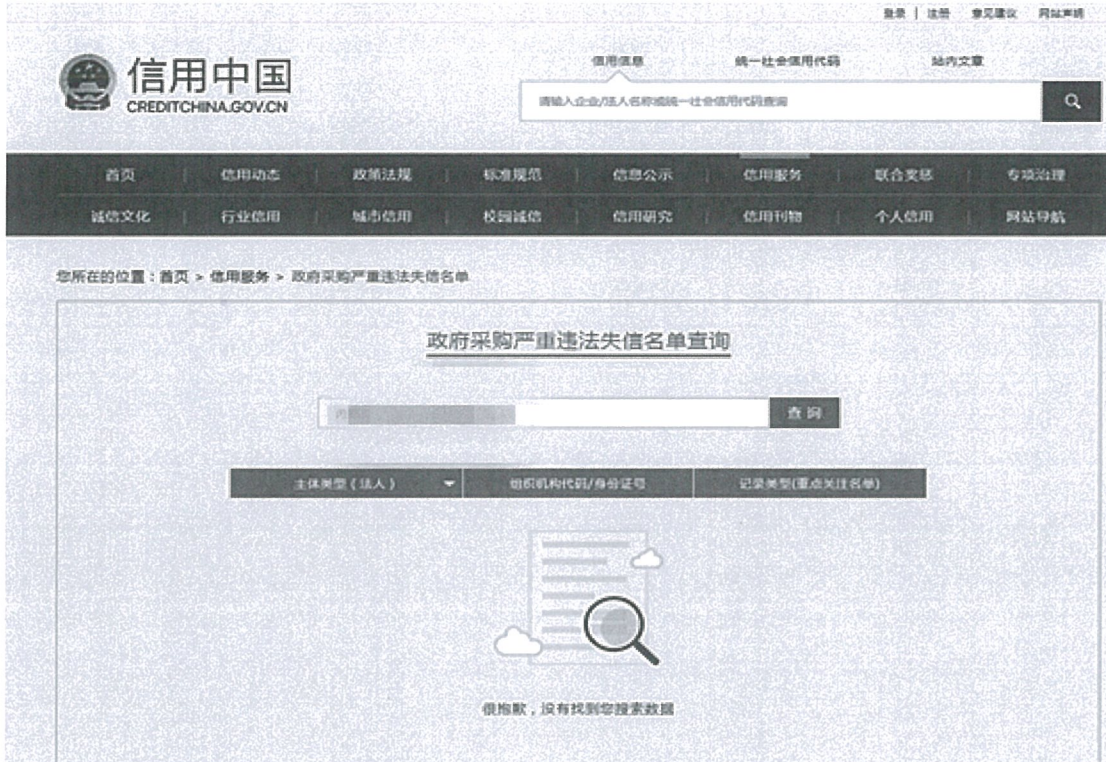 登录 | 注册 意见建议 网站声明
信用中国
CREDITCHINA.GOV.CN
信用信息 统一社会信用代码 站内文章
请输入企业/法人名称或统一社会信用代码查询
首页 信用动态 政策法规 标准规范 信息公示 信用服务 联合奖惩 专项治理
诚信文化 行业信用 城市信用 校园诚信 信用研究 信用刊物 个人信用 网站导航
您所在的位置：首页 > 信用服务 > 政府采购严重违法失信名单
政府采购严重违法失信名单查询
查询
主体类型（法人） 组织机构代码/身份证号 记录类型(重点关注名单)
很抱歉，没有找到您搜索数据